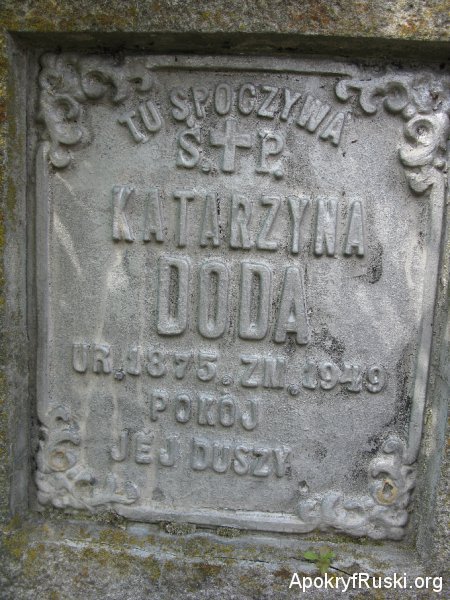 TU SPOCZYWA
Ś.✝P.
KATARZYNA
DODA
UR. 1875. ZM. 1949
POKÓJ
JEJ DUSZY.
ApokryfRuski.org